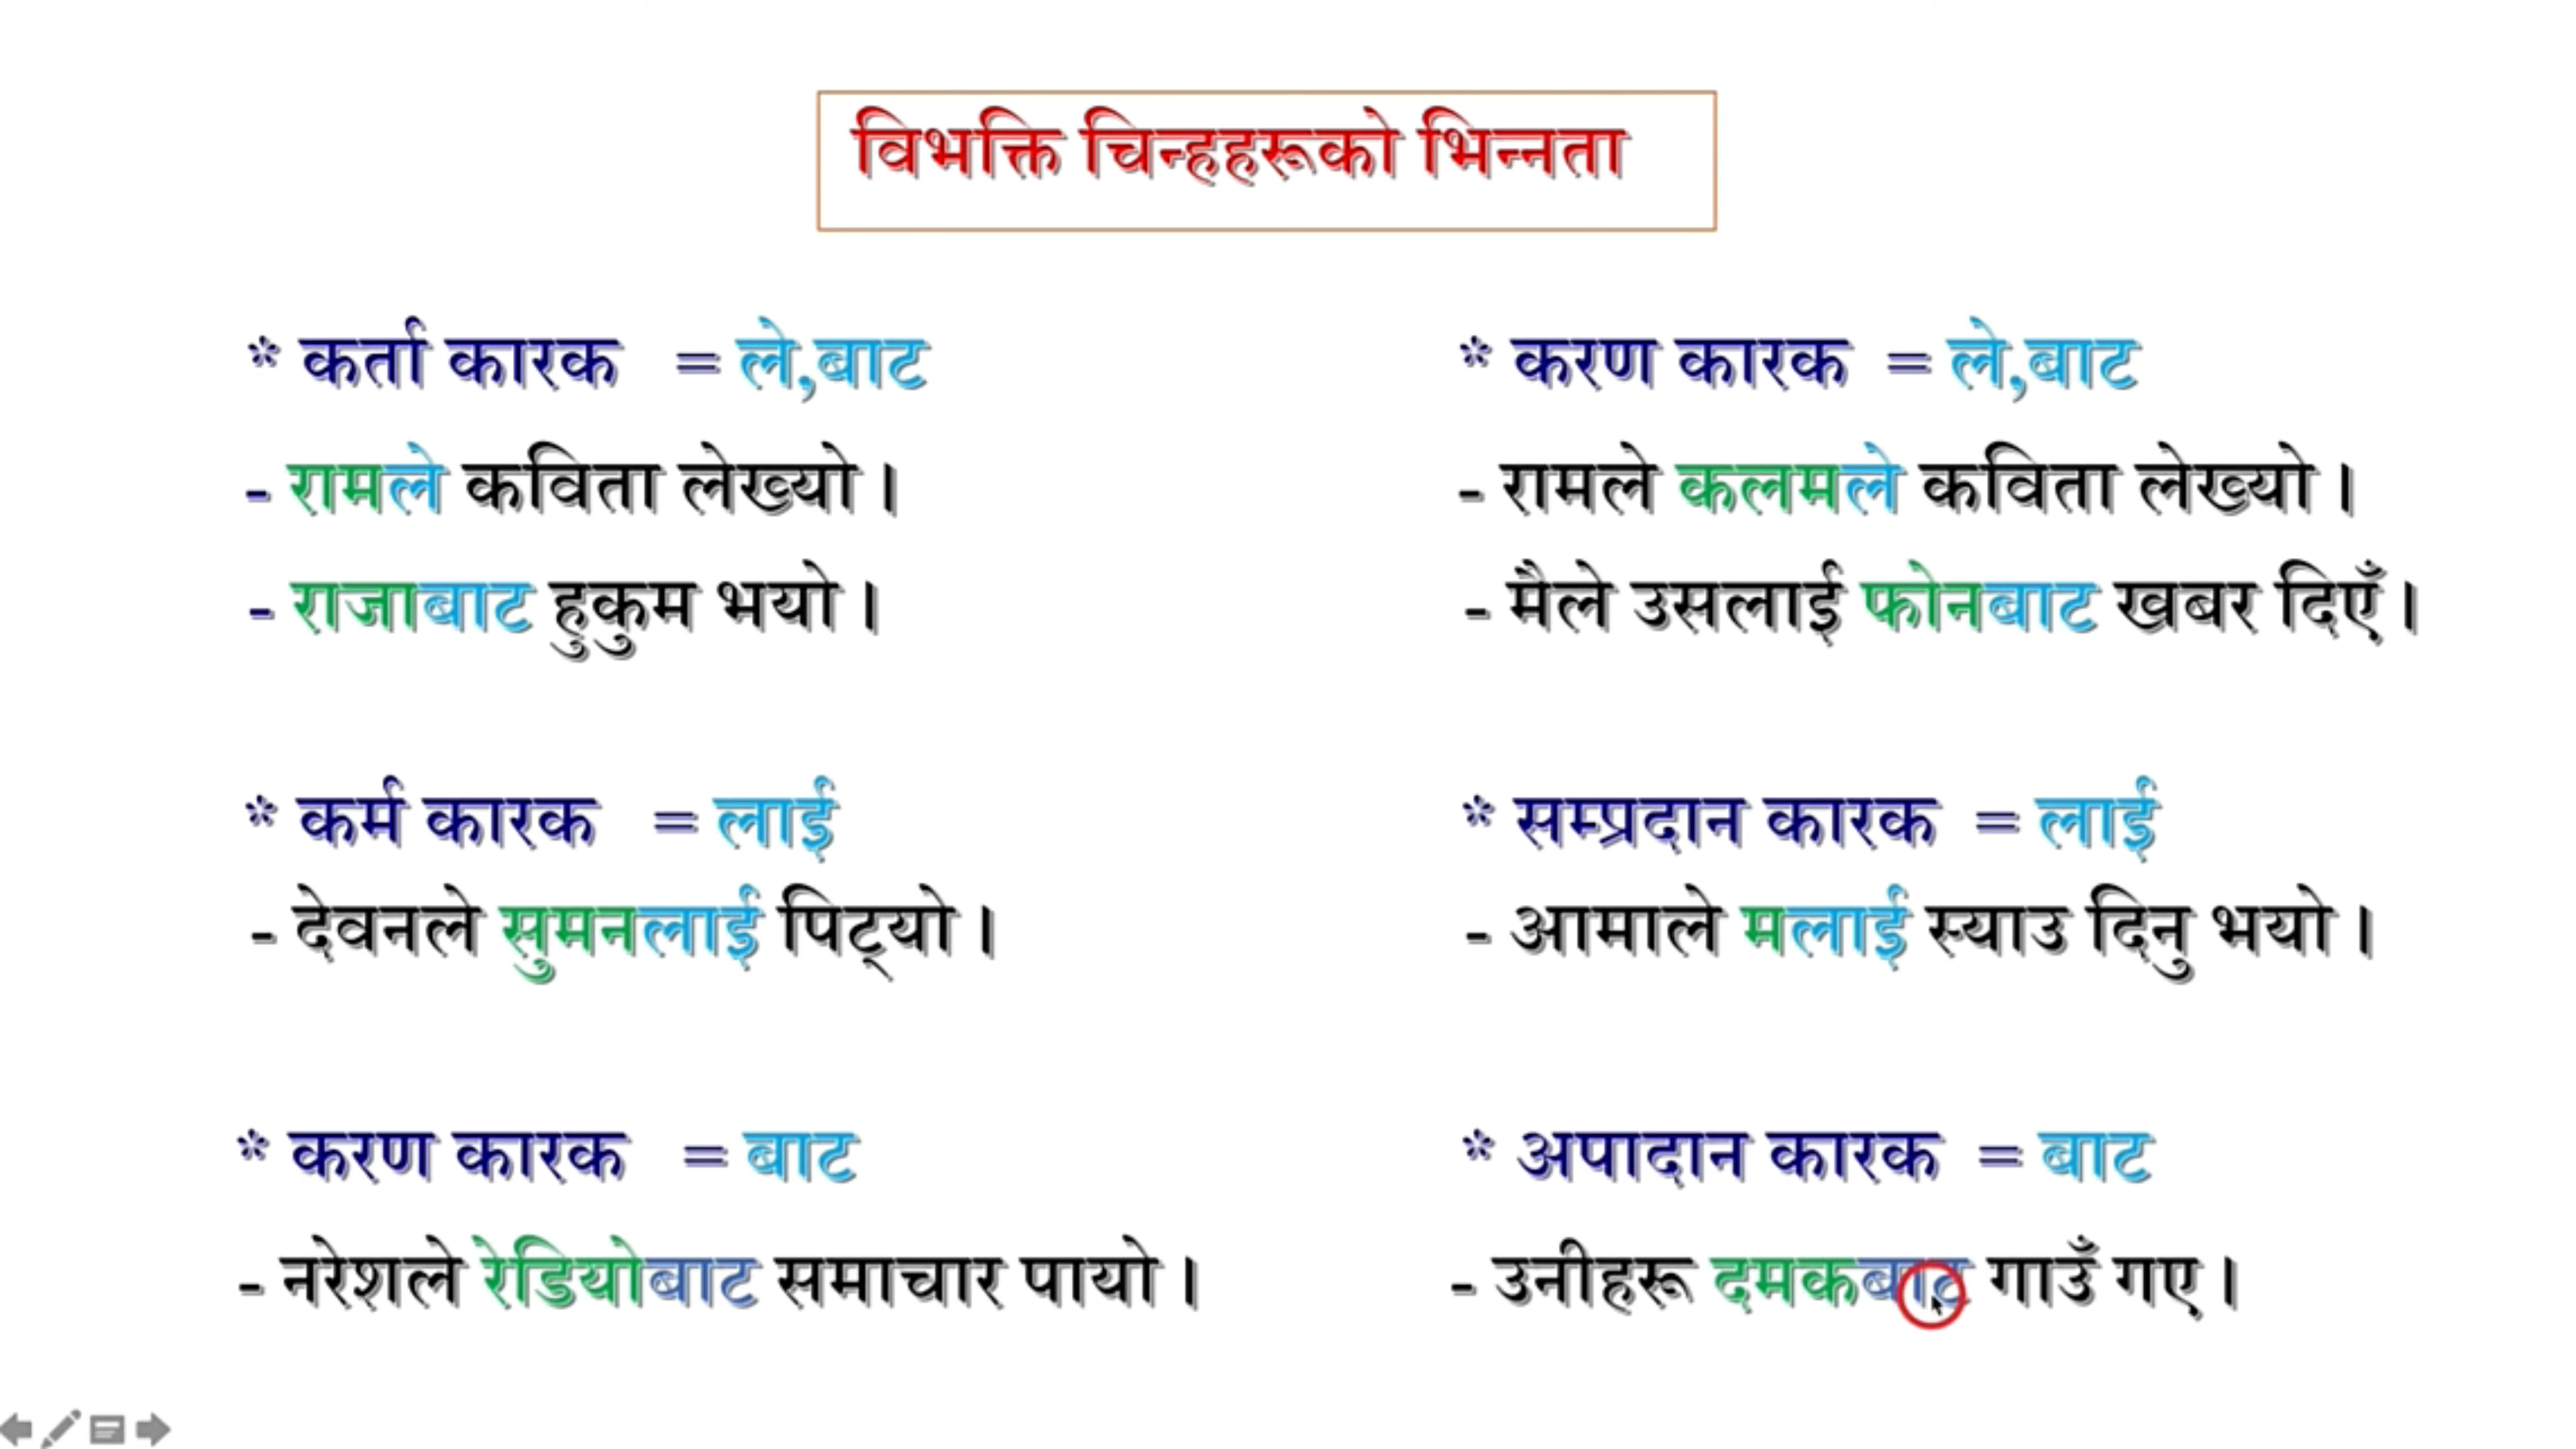 विभक्ति चिन्हहरूको भिन्नता
* कर्ता कारक = ले,बाट
- रामले कविता लेख्यो ।
- राजाबाट हुकुम भयो ।
* करण कारक = ले,बाट
- रामले कलमले कविता लेख्यो ।
- मैले उसलाई फोनबाट खबर दिएँ ।
* कर्म कारक = लाई
- देवनले सुमनलाई पिट्यो ।
* सम्प्रदान कारक = लाई
- आमाले मलाई स्याउ दिनु भयो ।
* करण कारक = बाट
- नरेशले रेडियोबाट समाचार पायो ।
* अपादान कारक = बाट
- उनीहरू दमकबाट गाउँ गए ।